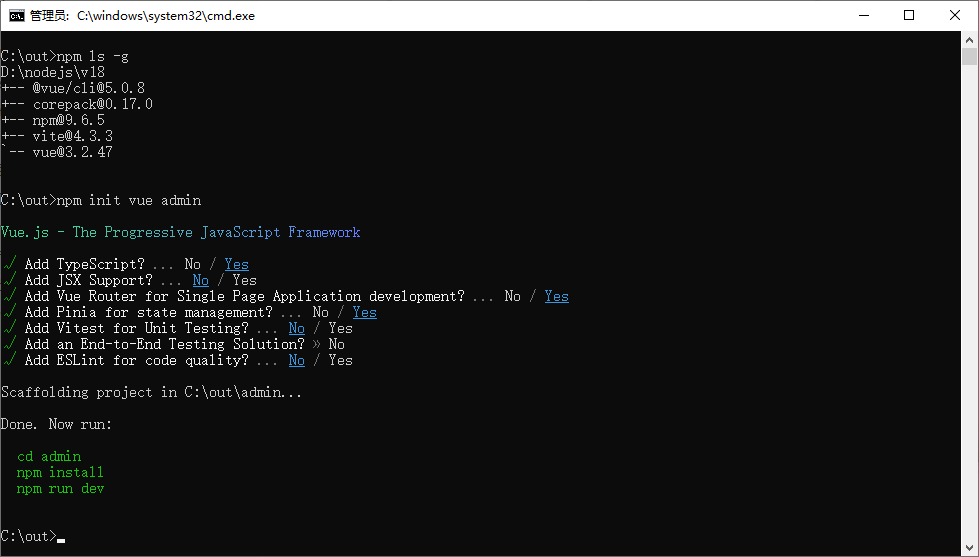 管理员: C:\windows\system32\cmd.exe
C:\out>npm ls -g
D:\nodejs\v18
+-- @vue/cli@5.0.8
+-- corepack@0.17.0
+-- npm@9.6.5
+-- vite@4.3.3
`-- vue@3.2.47
C:\out>npm init vue admin
Vue.js - The Progressive JavaScript Framework
√ Add TypeScript? ... No / Yes
√ Add JSX Support? ... No / Yes
√ Add Vue Router for Single Page Application development? ... No / Yes
√ Add Pinia for state management? ... No / Yes
√ Add Vitest for Unit Testing? ... No / Yes
√ Add an End-to-End Testing Solution? » No
√ Add ESLint for code quality? ... No / Yes
Scaffolding project in C:\out\admin...
Done. Now run:
cd admin
npm install
npm run dev
C:\out>